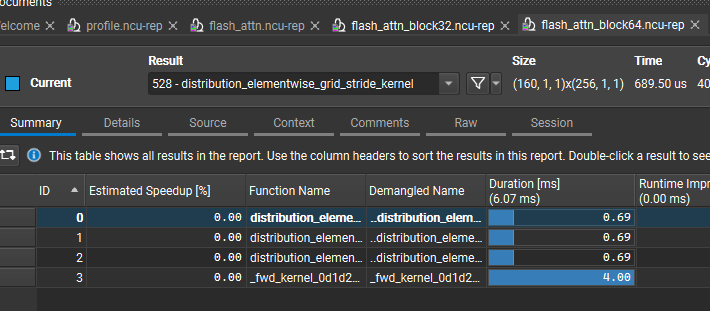 ocuments
elcome
profile.ncu-rep
flash_attn.ncu-rep
flash_attn_block32.ncu-rep
flash_attn_block64.ncu-rep
Result Size Time Cy
Current 528 - distribution_elementwise_grid_stride_kernel (160, 1, 1)x(256, 1, 1) 689.50 us 40
Summary Details Source Context Comments Raw Session
This table shows all results in the report. Use the column headers to sort the results in this report. Double-click a result to see
ID Estimated Speedup [%] Function Name Demangled Name Duration [ms] Runtime Impr
(6.07 ms) (0.00 ms)
0 0.00 distribution_eleme... ..distribution_elem... 0.69
1 0.00 distribution_elemen... ..distribution_elem... 0.69
2 0.00 distribution_elemen... ..distribution_elem... 0.69
3 0.00 _fwd_kernel_0d1d2... _fwd_kernel_0d1d2... 4.00